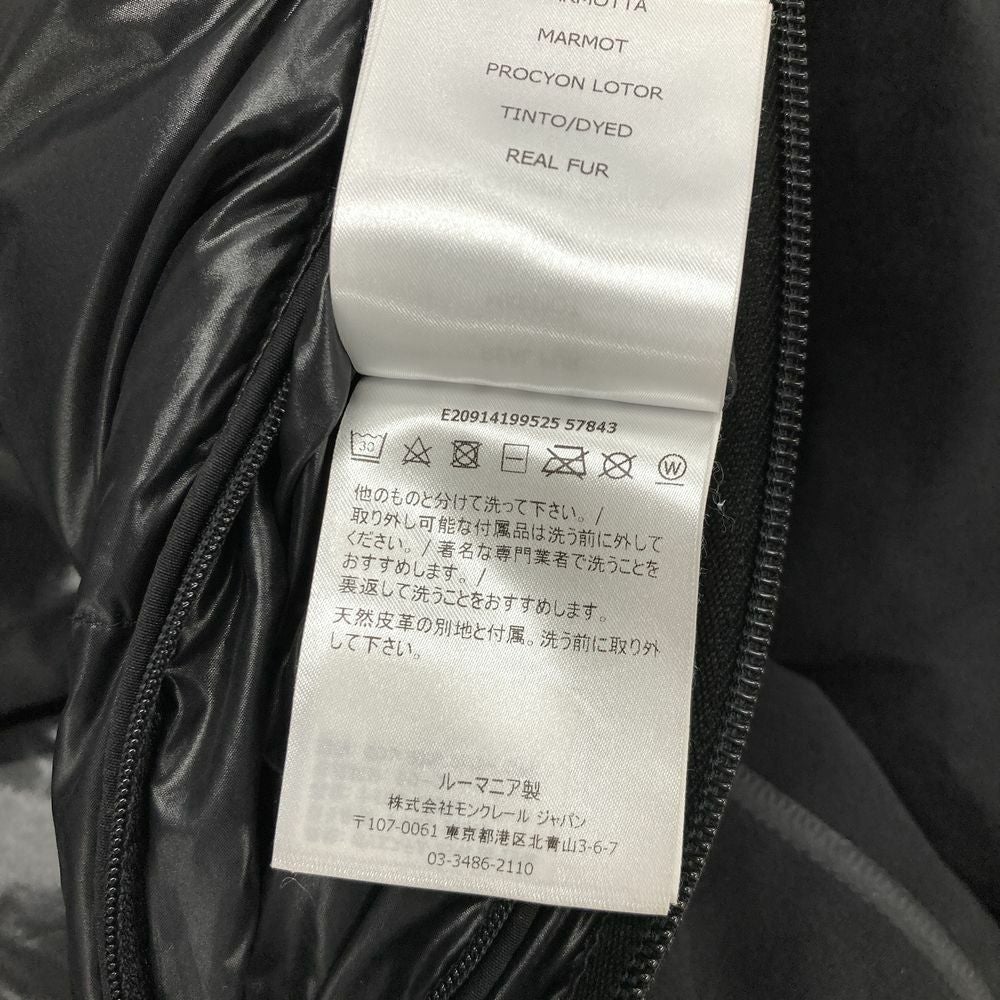 MARMOT
PROCYON LOTOR
TINTO/DYED
REAL FUR
E20914199525 57843
30
W
他のものと分けて洗って下さい。/
取り外し可能な付属品は洗う前に外して
ください。/ 著名な専門業者で洗うことを
おすすめします。/
裏返して洗うことをおすすめします。
天然皮革の別地と付属。洗う前に取り外
して下さい。
ルーマニア製
株式会社モンクレール ジャパン
〒107-0061 東京都港区北青山3-6-7
03-3486-2110